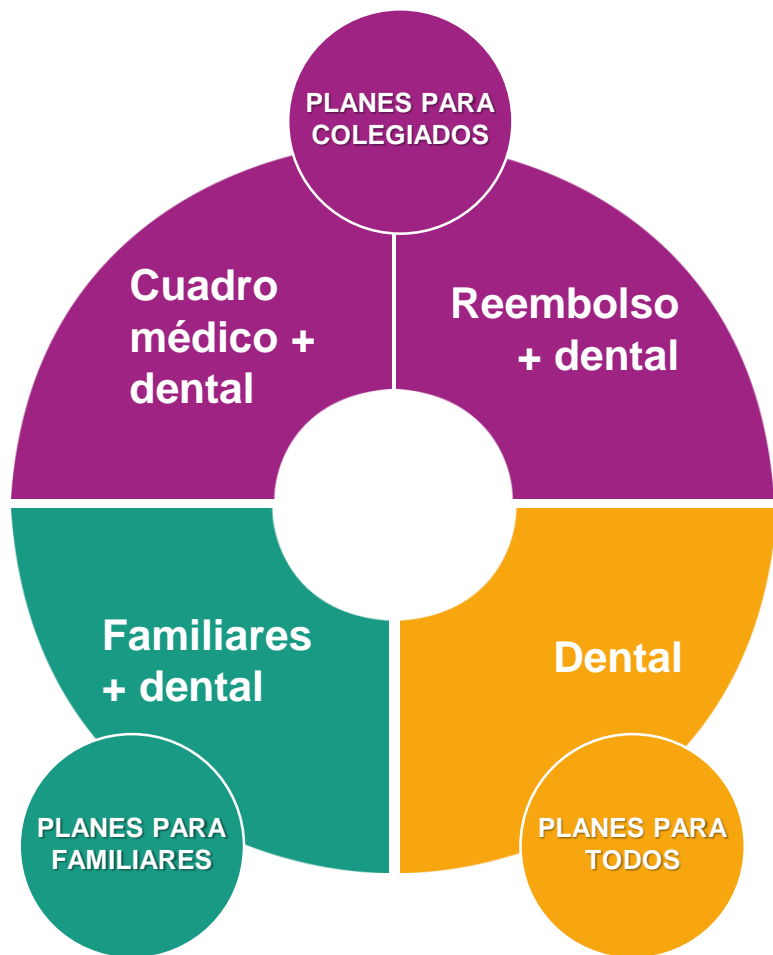 PLANES PARA
COLEGIADOS
Cuadro
médico +
dental
Reembolso
+ dental
Familiares
+ dental
Dental
PLANES PARA
FAMILIARES
PLANES PARA
TODOS